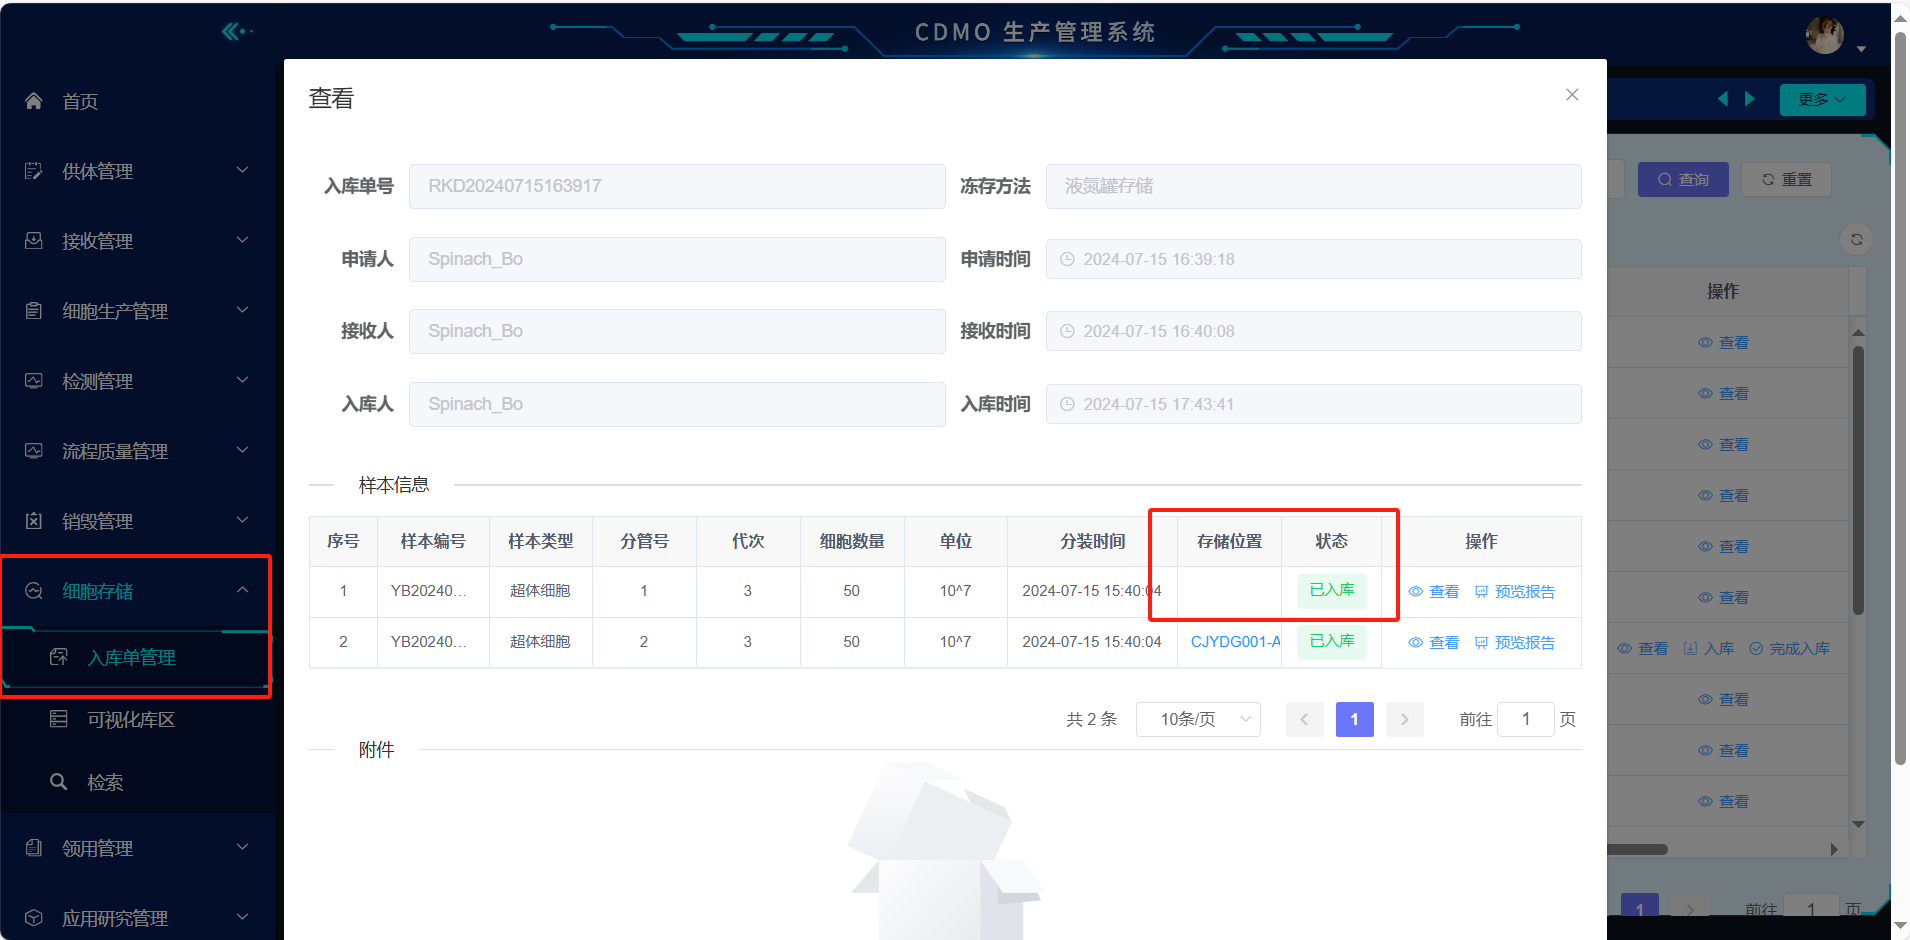 CDMO 生产管理系统
首页
供体管理
接收管理
细胞生产管理
检测管理
流程质量管理
销毁管理
细胞存储
入库单管理
可视化库区
检索
领用管理
应用研究管理
更多
查询 重置
查看
入库单号 RKD20240715163917 冻存方法 液氮罐存储
申请人 Spinach_Bo 申请时间 2024-07-15 16:39:18
接收人 Spinach_Bo 接收时间 2024-07-15 16:40:08
入库人 Spinach_Bo 入库时间 2024-07-15 17:43:41
样本信息
序号 样本编号 样本类型 分管号 代次 细胞数量 单位 分装时间 存储位置 状态 操作
1 YB20240... 超体细胞 1 3 50 10^7 2024-07-15 15:40:04 已入库 查看 预览报告
2 YB20240... 超体细胞 2 3 50 10^7 2024-07-15 15:40:04 CJYDG001-A 已入库 查看 预览报告
共 2 条 10条/页 1 前往 1 页
附件
操作
查看
查看
查看
查看
查看
查看
查看 入库 完成入库
查看
查看
查看
1 前往 1 页